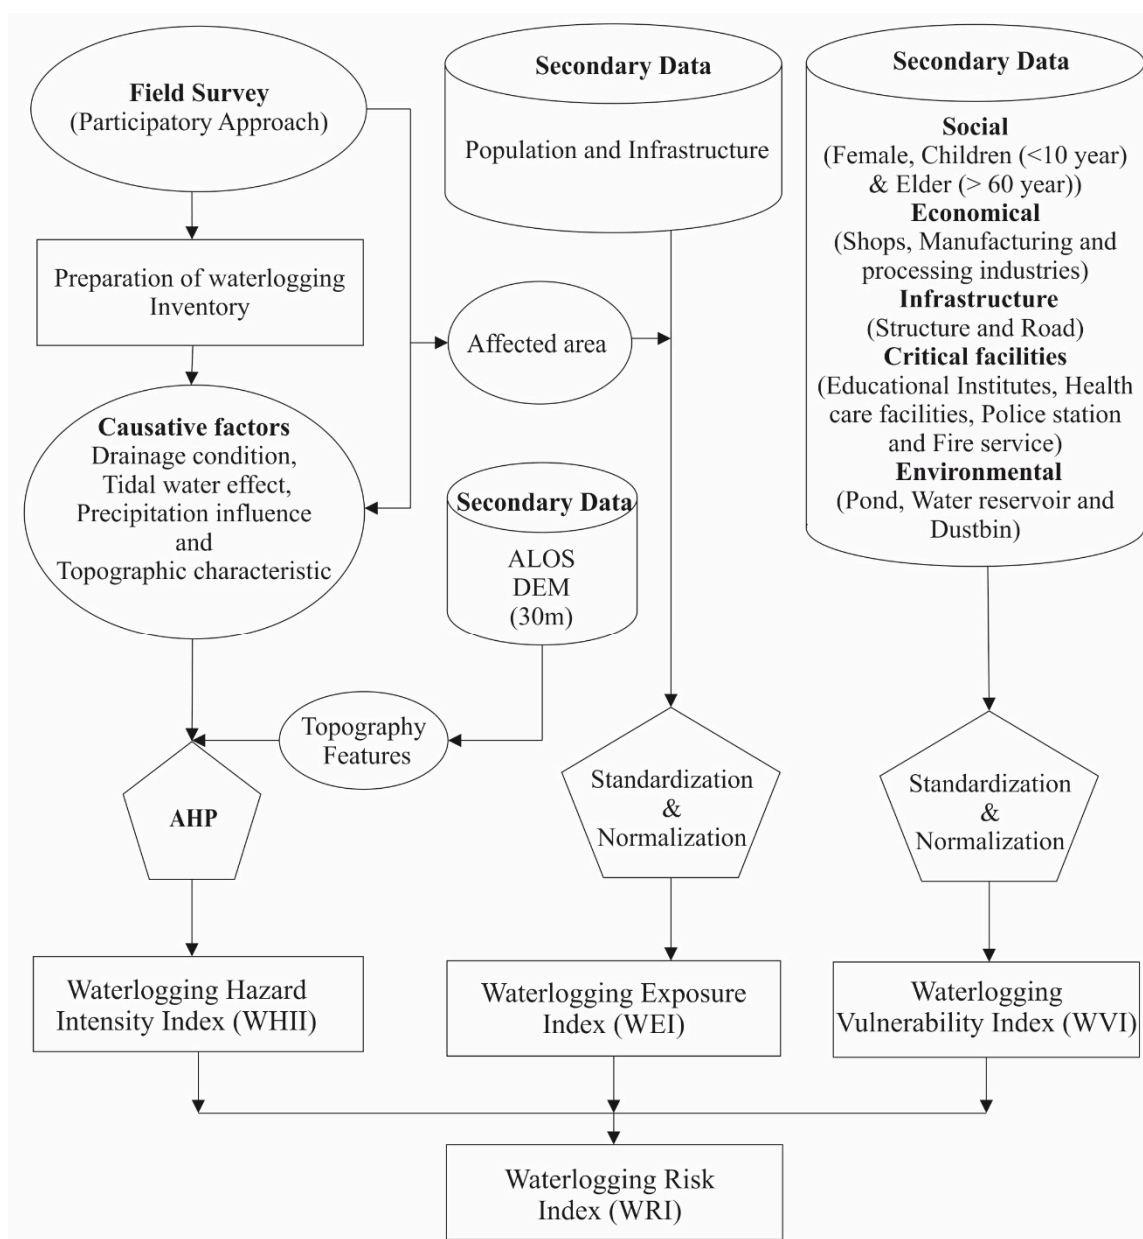 Field Survey
(Participatory Approach)
Preparation of waterlogging
Inventory
Causative factors
Drainage condition,
Tidal water effect,
Precipitation influence
and
Topographic characteristic
AHP
Waterlogging Hazard
Intensity Index (WHII)
Secondary Data
Population and Infrastructure
Affected area
Secondary Data
ALOS
DEM
(30m)
Topography
Features
Standardization
&
Normalization
Waterlogging Exposure
Index (WEI)
Secondary Data
Social
(Female, Children (<10 year)
& Elder (> 60 year))
Economical
(Shops, Manufacturing and
processing industries)
Infrastructure
(Structure and Road)
Critical facilities
(Educational Institutes, Health
care facilities, Police station
and Fire service)
Environmental
(Pond, Water reservoir and
Dustbin)
Standardization
&
Normalization
Waterlogging
Vulnerability Index (WVI)
Waterlogging Risk
Index (WRI)